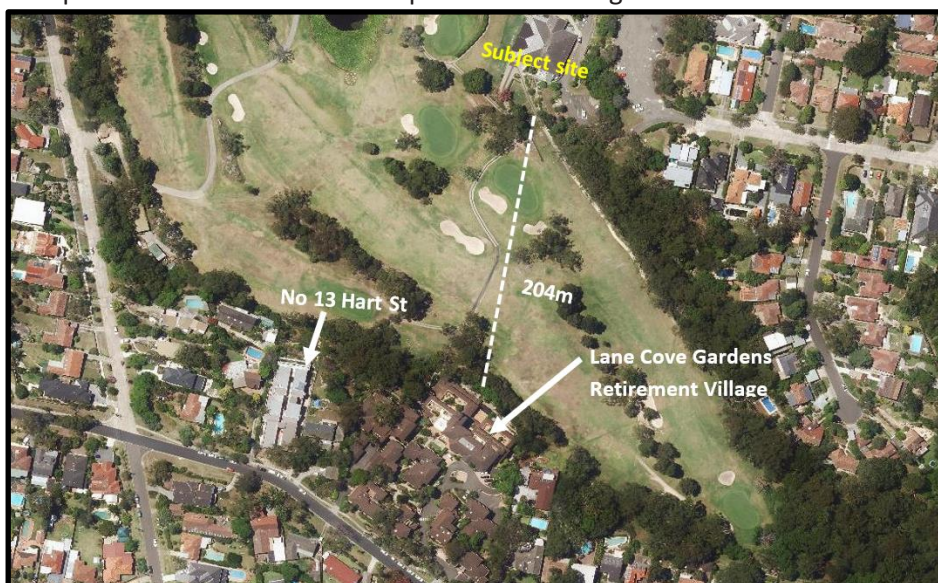 Subject site
204m
No 13 Hart St
Lane Cove Gardens
Retirement Village